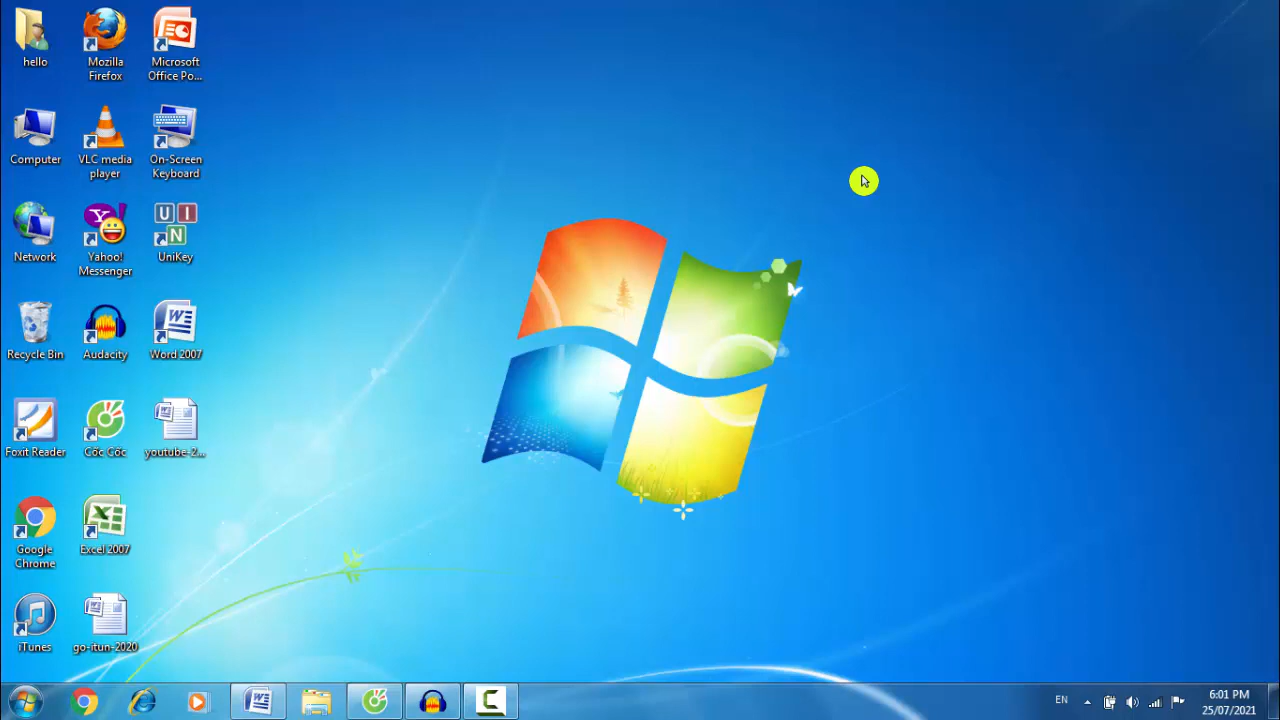 hello
Mozilla
Firefox
Microsoft
Office Po...
Computer
VLC media
player
On-Screen
Keyboard
Network
Yahoo!
Messenger
U I
N
UniKey
Recycle Bin
Audacity
Word 2007
Foxit Reader
Cốc Cốc
youtube-2...
Google
Chrome
Excel 2007
iTunes
go-itun-2020
EN
6:01 PM
25/07/2021